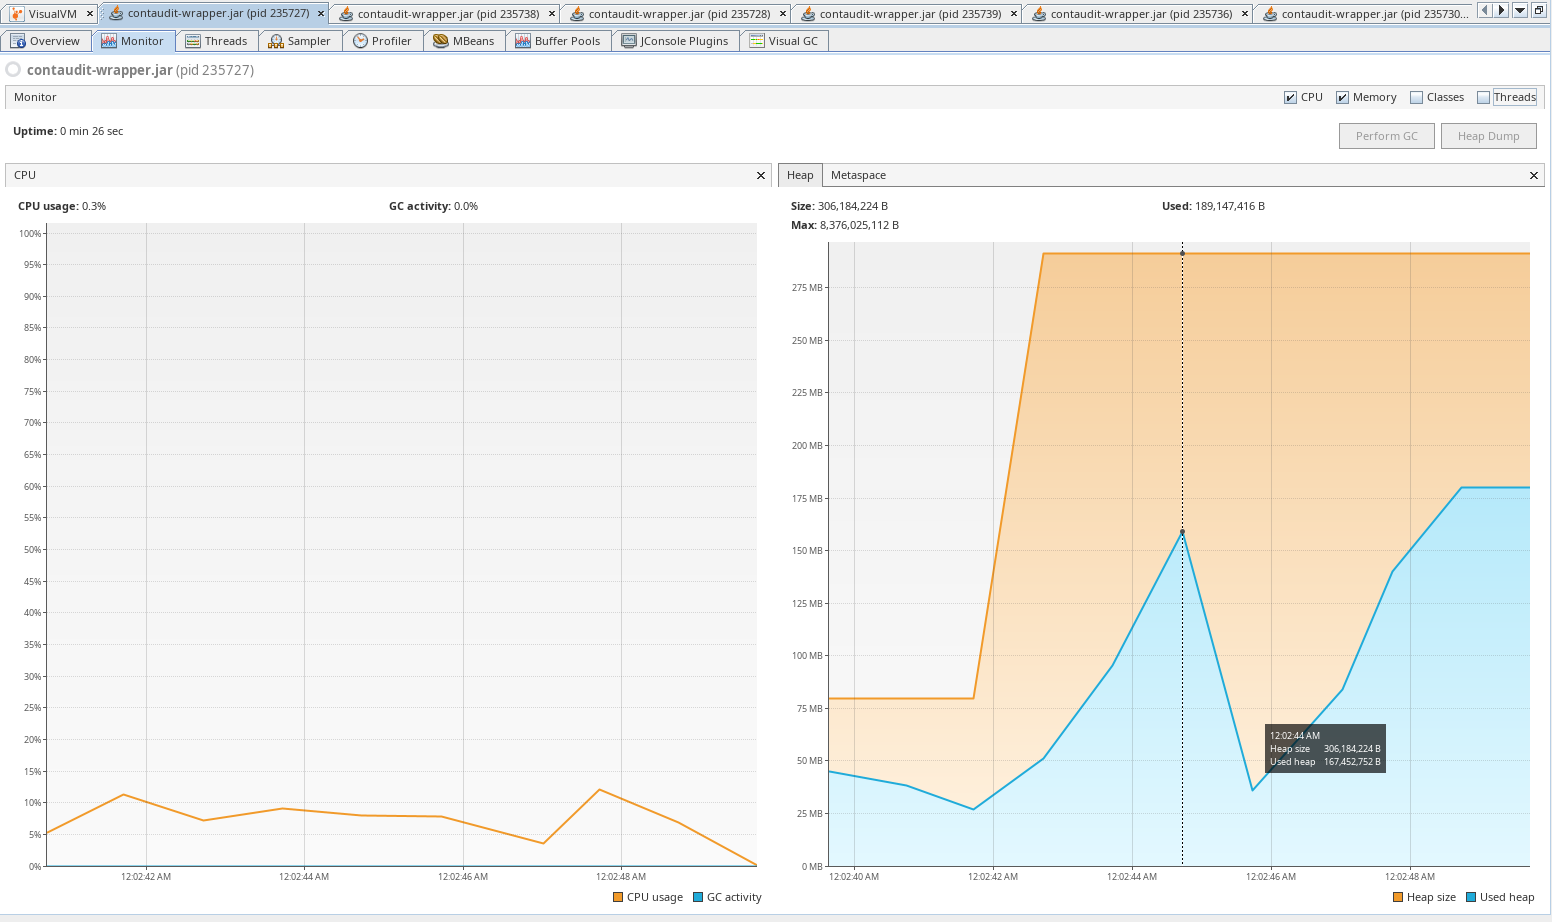 VisualVM
contaudit-wrapper.jar (pid 235727)
contaudit-wrapper.jar (pid 235738)
contaudit-wrapper.jar (pid 235728)
contaudit-wrapper.jar (pid 235739)
contaudit-wrapper.jar (pid 235736)
contaudit-wrapper.jar (pid 235730...
Overview Monitor Threads Sampler Profiler MBeans Buffer Pools JConsole Plugins Visual GC
contaudit-wrapper.jar (pid 235727)
Monitor
CPU Memory Classes Threads
Uptime: 0 min 26 sec
Perform GC Heap Dump
CPU
CPU usage: 0.3% GC activity: 0.0%
100%
95%
90%
85%
80%
75%
70%
65%
60%
55%
50%
45%
40%
35%
30%
25%
20%
15%
10%
5%
0%
12:02:42 AM 12:02:44 AM 12:02:46 AM 12:02:48 AM
CPU usage GC activity
Heap Metaspace
Size: 306,184,224 B Used: 189,147,416 B
Max: 8,376,025,112 B
275 MB
250 MB
225 MB
200 MB
175 MB
150 MB
125 MB
100 MB
75 MB
50 MB
25 MB
0 MB
12:02:44 AM
Heap size 306,184,224 B
Used heap 167,452,752 B
12:02:40 AM 12:02:42 AM 12:02:44 AM 12:02:46 AM 12:02:48 AM
Heap size Used heap